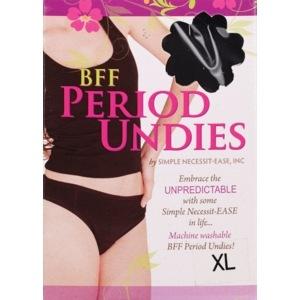 BFF
PERIOD
UNDIES
by SIMPLE NECESSIT-EASE, INC
Embrace the
UNPREDICTABLE
with some
Simple Necessit-EASE
in life...
Machine washable
BFF Period Undies!
XL